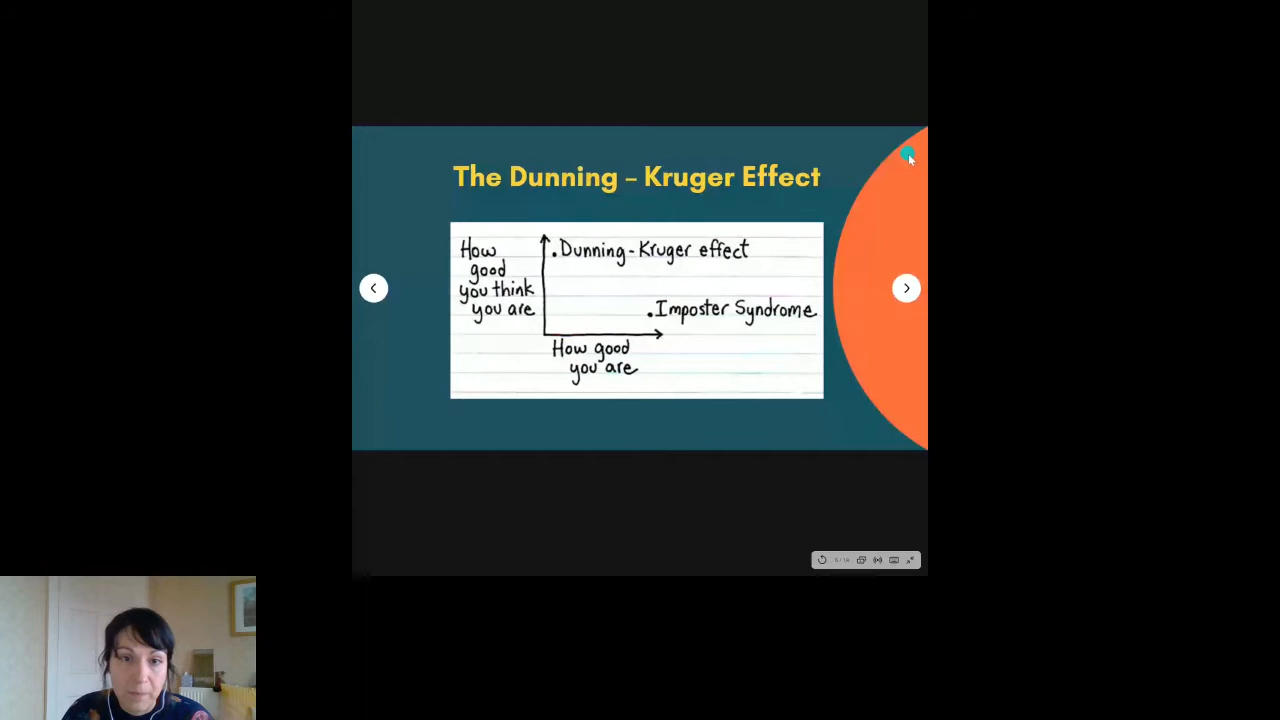 The Dunning – Kruger Effect
How
good
you think
you are
.Dunning-Kruger effect
.Imposter Syndrome
How good
you are